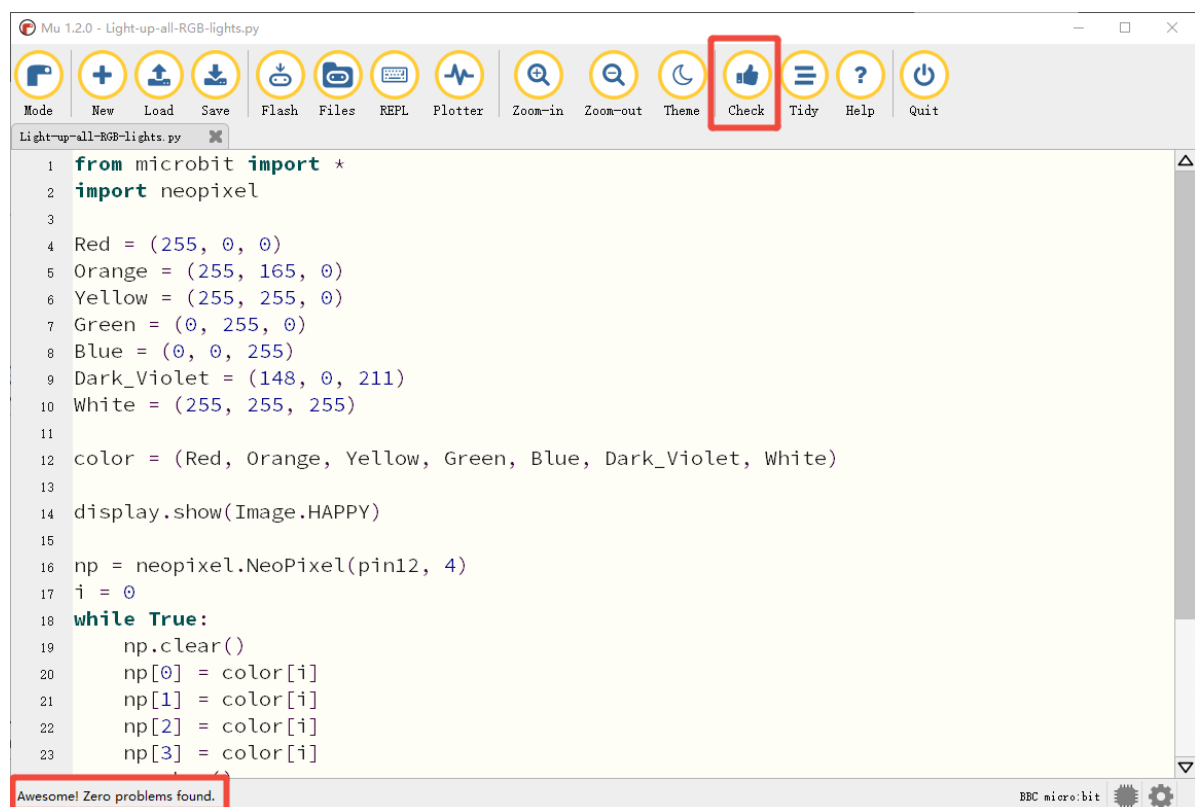 Mu 1.2.0 - Light-up-all-RGB-lights.py
Mode New Load Save Flash Files REPL Plotter Zoom-in Zoom-out Theme Check Tidy Help Quit
Light-up-all-RGB-lights.py
1 from microbit import *
2 import neopixel
3
4 Red = (255, 0, 0)
5 Orange = (255, 165, 0)
6 Yellow = (255, 255, 0)
7 Green = (0, 255, 0)
8 Blue = (0, 0, 255)
9 Dark_Violet = (148, 0, 211)
10 White = (255, 255, 255)
11
12 color = (Red, Orange, Yellow, Green, Blue, Dark_Violet, White)
13
14 display.show(Image.HAPPY)
15
16 np = neopixel.NeoPixel(pin12, 4)
17 i = 0
18 while True:
19     np.clear()
20     np[0] = color[i]
21     np[1] = color[i]
22     np[2] = color[i]
23     np[3] = color[i]
Awesome! Zero problems found.
BBC micro:bit